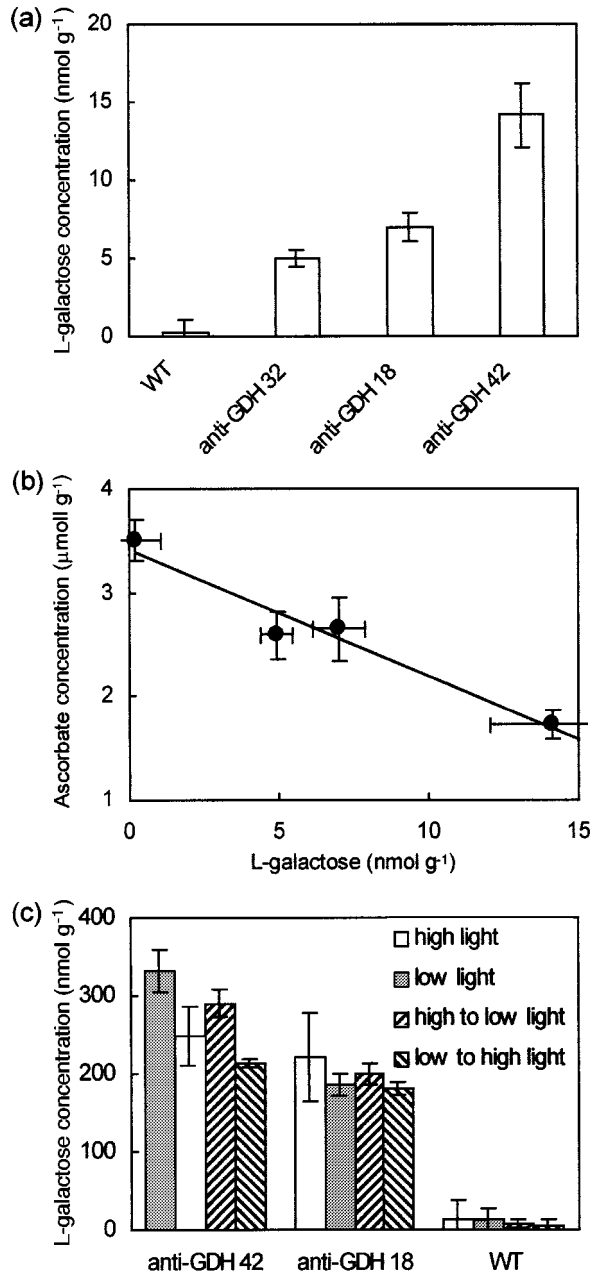 (a)
L-galactose concentration (nmol g-1)
20
15
10
5
0
WT
anti-GDH 32
anti-GDH 18
anti-GDH 42
(b)
Ascorbate concentration (μmoll g-1)
4
3
2
1
0
5
10
15
L-galactose (nmol g-1)
(c)
L-galactose concentration (nmol g-1)
400
300
200
100
0
high light
low light
high to low light
low to high light
anti-GDH 42
anti-GDH 18
WT